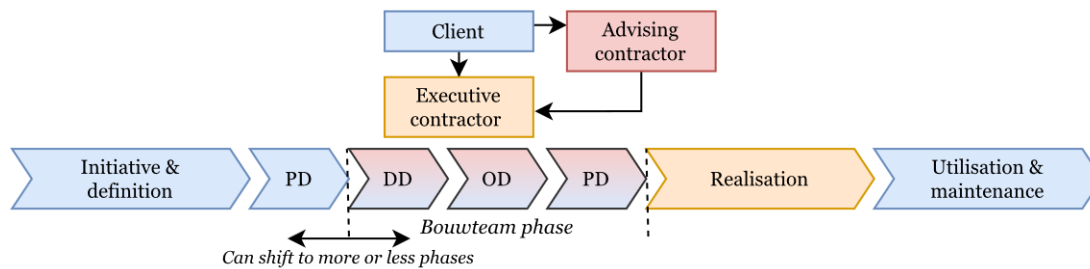 Client
Advising
contractor
Executive
contractor
Initiative &
definition
PD
DD
OD
PD
Realisation
Utilisation &
maintenance
Bouwteam phase
Can shift to more or less phases